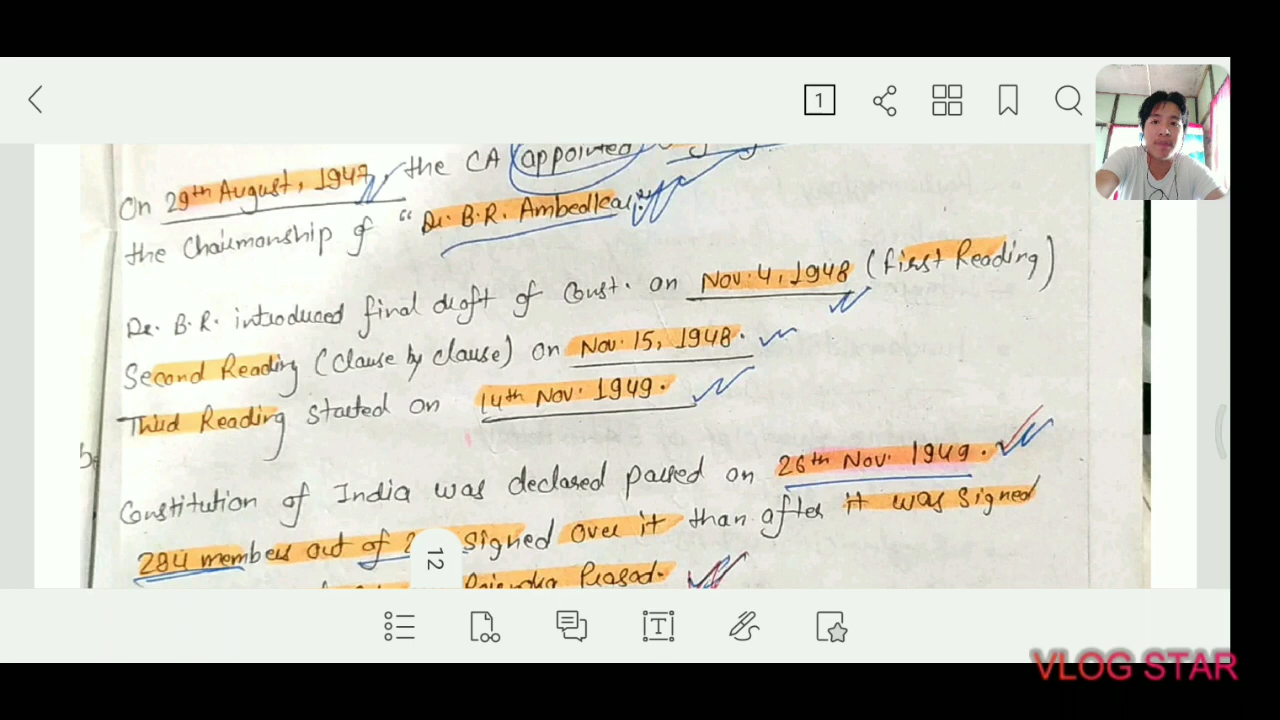 1
On 29th August, 1947, the CA appointed
the Chairmanship of "Dr. B.R. Ambedkar."
Dr. B.R. introduced final draft of Const. on Nov. 4, 1948 (First Reading)
Second Reading (Clause by Clause) on Nov. 15, 1948.
Third Reading started on 14th Nov. 1949.
Constitution of India was declared passed on 26th Nov. 1949.
284 members out of 2 signed over it than after it was signed
12
Rajendra Prasad.
VLOG STAR